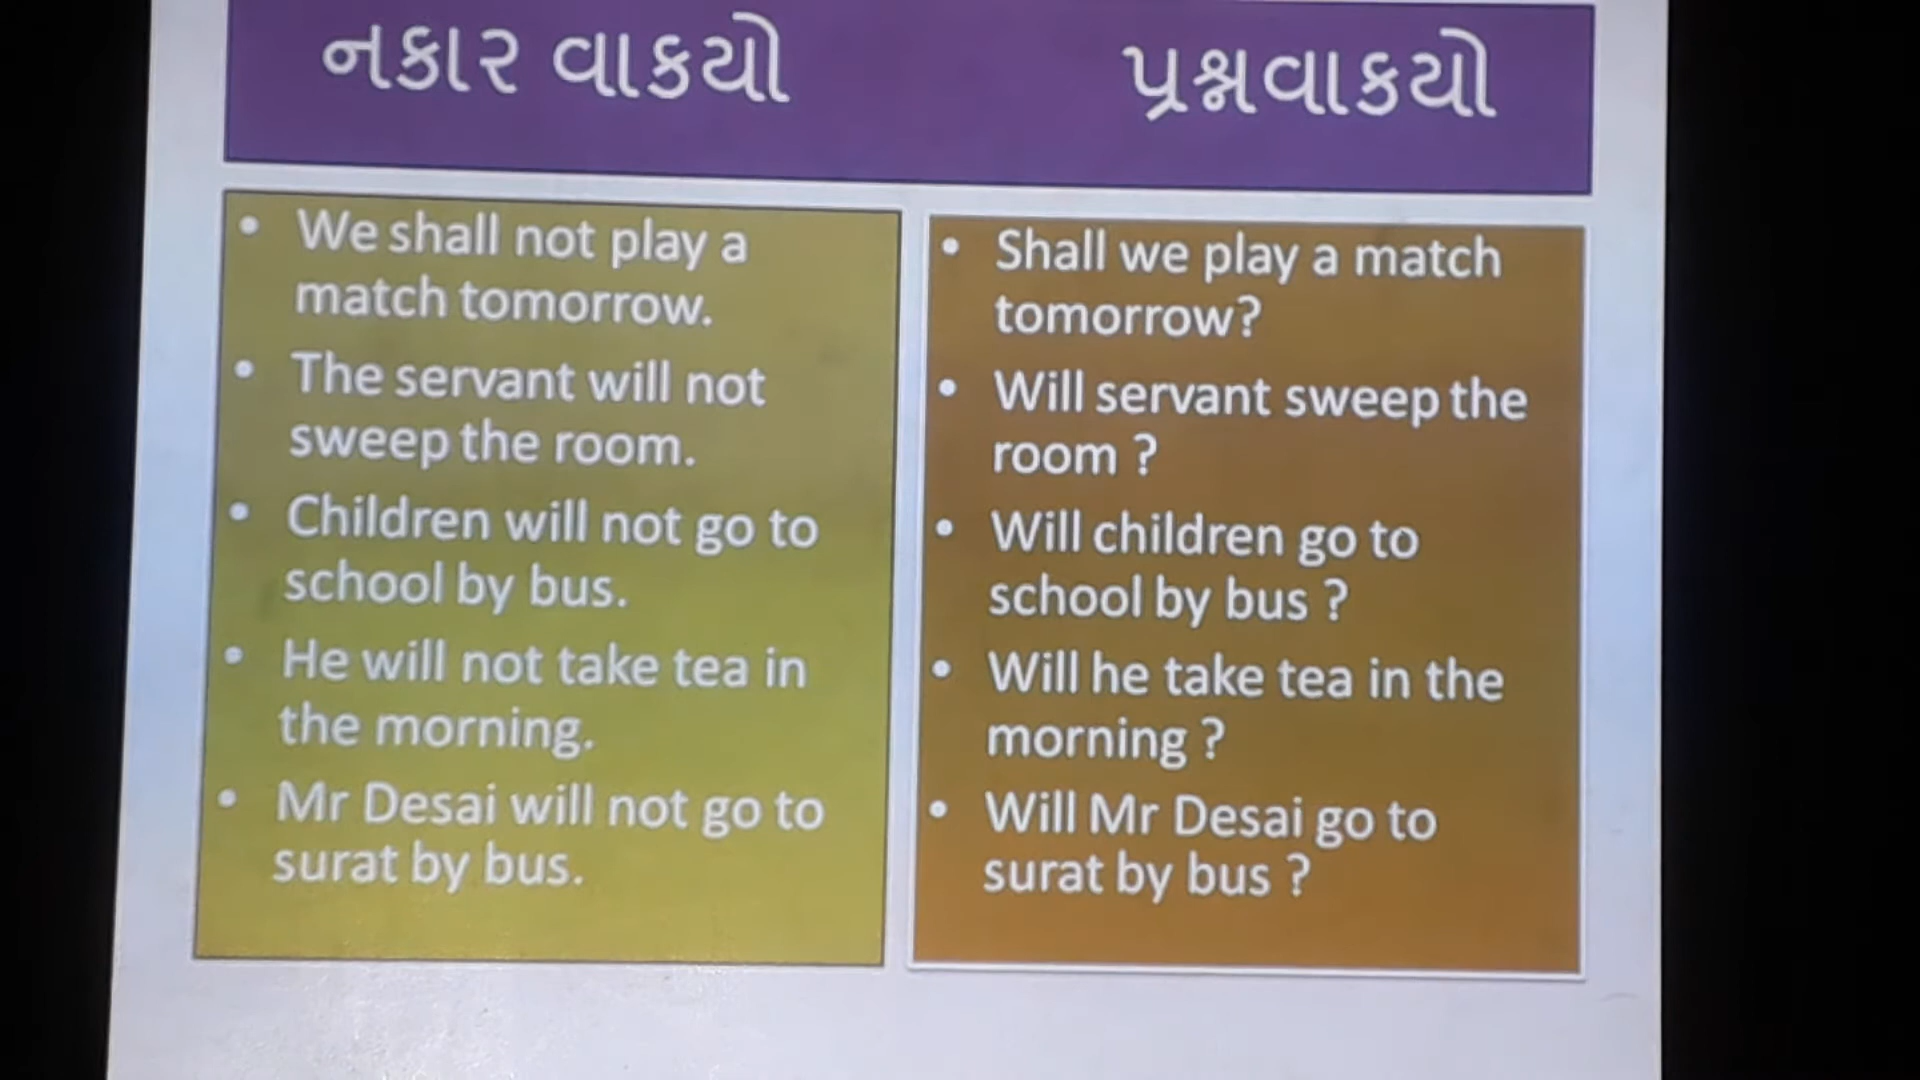 નકાર વાકયો
પ્રશ્નવાકયો
• We shall not play a
match tomorrow.
• The servant will not
sweep the room.
• Children will not go to
school by bus.
• He will not take tea in
the morning.
• Mr Desai will not go to
surat by bus.
• Shall we play a match
tomorrow?
• Will servant sweep the
room ?
• Will children go to
school by bus ?
• Will he take tea in the
morning ?
• Will Mr Desai go to
surat by bus ?